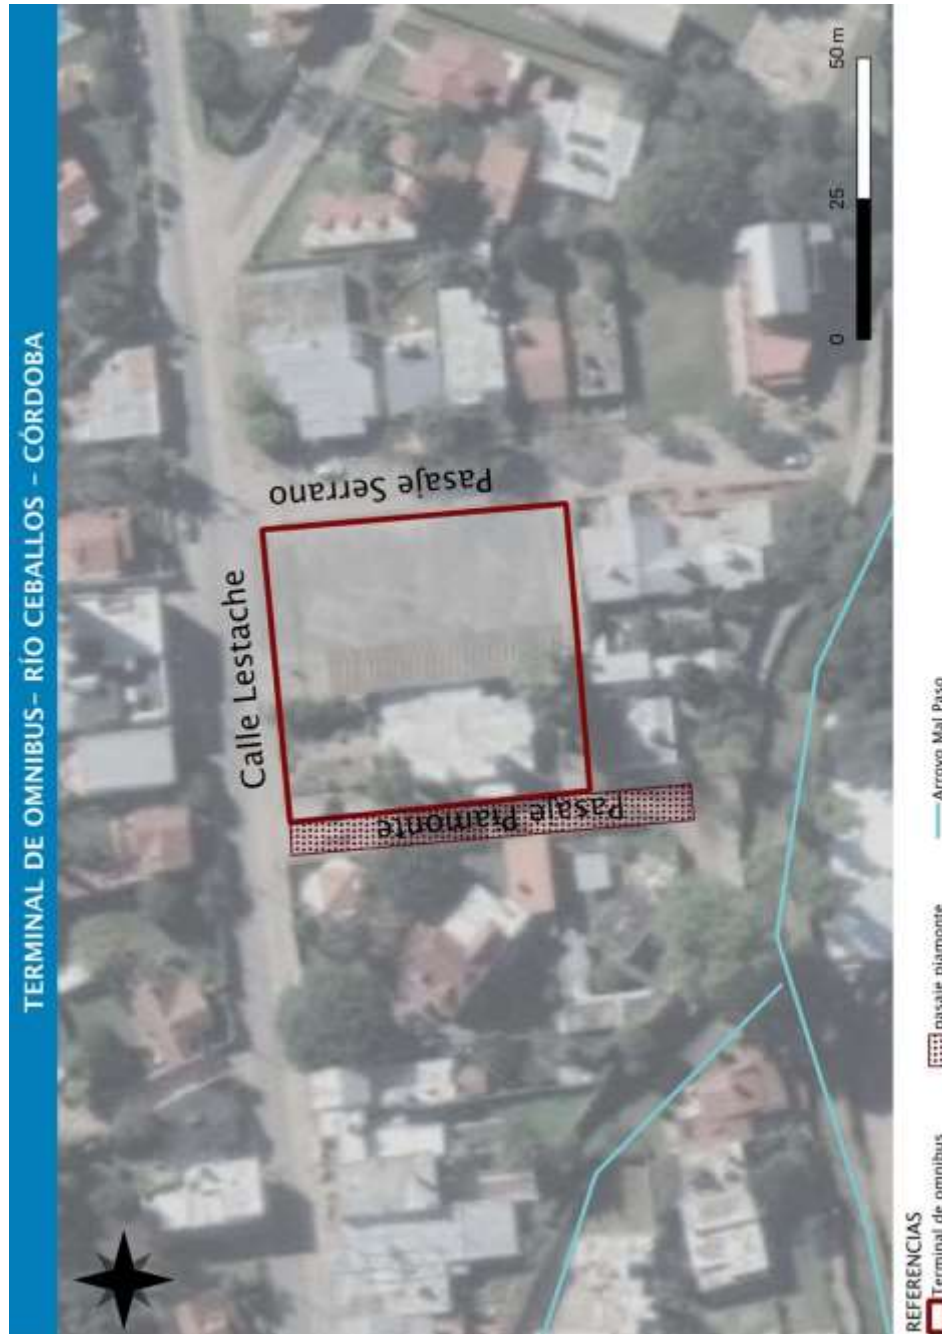 TERMINAL DE OMNIBUS- RÍO CEBALLOS - CÓRDOBA
Calle Lestache
Pasaje Piamonte
Pasaje Serrano
0 25 50 m
REFERENCIAS
Terminal de omnibus
pasaje piamonte
Arroyo Mal Paso